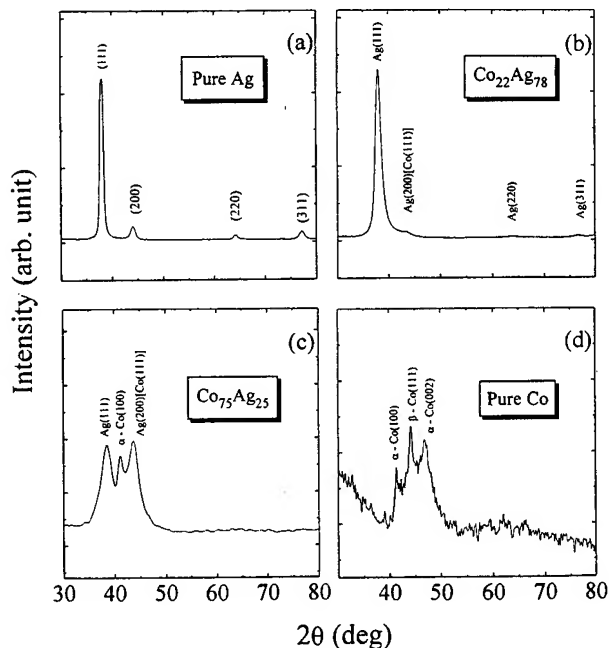 (a)
Pure Ag
(111)
(200)
(220)
(311)
(b)
Co22Ag78
Ag(111)
Ag(200)[Co(111)]
Ag(220)
Ag(311)
(c)
Co75Ag25
Ag(111)
α - Co(100)
Ag(200)[Co(111)]
(d)
Pure Co
α - Co(100)
β - Co(111)
α - Co(002)
Intensity (arb. unit)
30 40 50 60 70 80
40 50 60 70 80
2θ (deg)